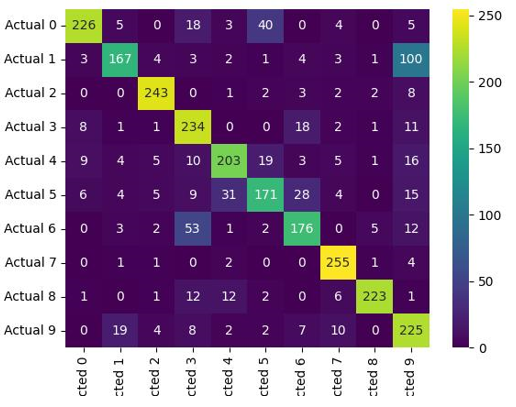 Actual 0 226 5 0 18 3 40 0 4 0 5
Actual 1 3 167 4 3 2 1 4 3 1 100
Actual 2 0 0 243 0 1 2 3 2 2 8
Actual 3 8 1 1 234 0 0 18 2 1 11
Actual 4 9 4 5 10 203 19 3 5 1 16
Actual 5 6 4 5 9 31 171 28 4 0 15
Actual 6 0 3 2 53 1 2 176 0 5 12
Actual 7 0 1 1 0 2 0 0 255 1 4
Actual 8 1 0 1 12 12 2 0 6 223 1
Actual 9 0 19 4 8 2 2 7 10 0 225
cted 0
cted 1
cted 2
cted 3
cted 4
cted 5
cted 6
cted 7
cted 8
cted 9
250
200
150
100
50
0